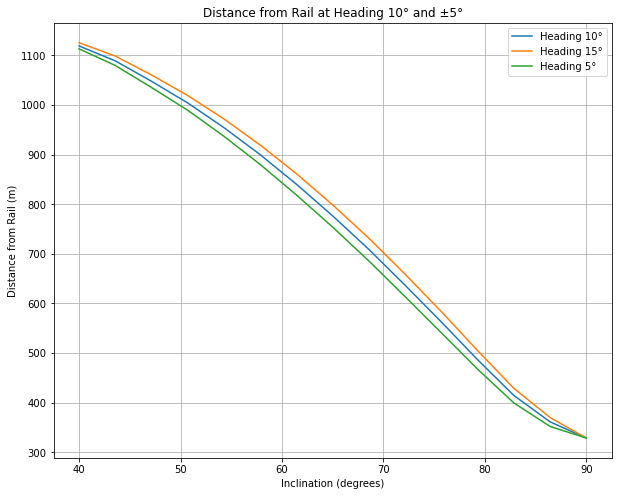 Distance from Rail at Heading 10° and ±5°
Heading 10°
Heading 15°
Heading 5°
Distance from Rail (m)
1100
1000
900
800
700
600
500
400
300
40 50 60 70 80 90
Inclination (degrees)